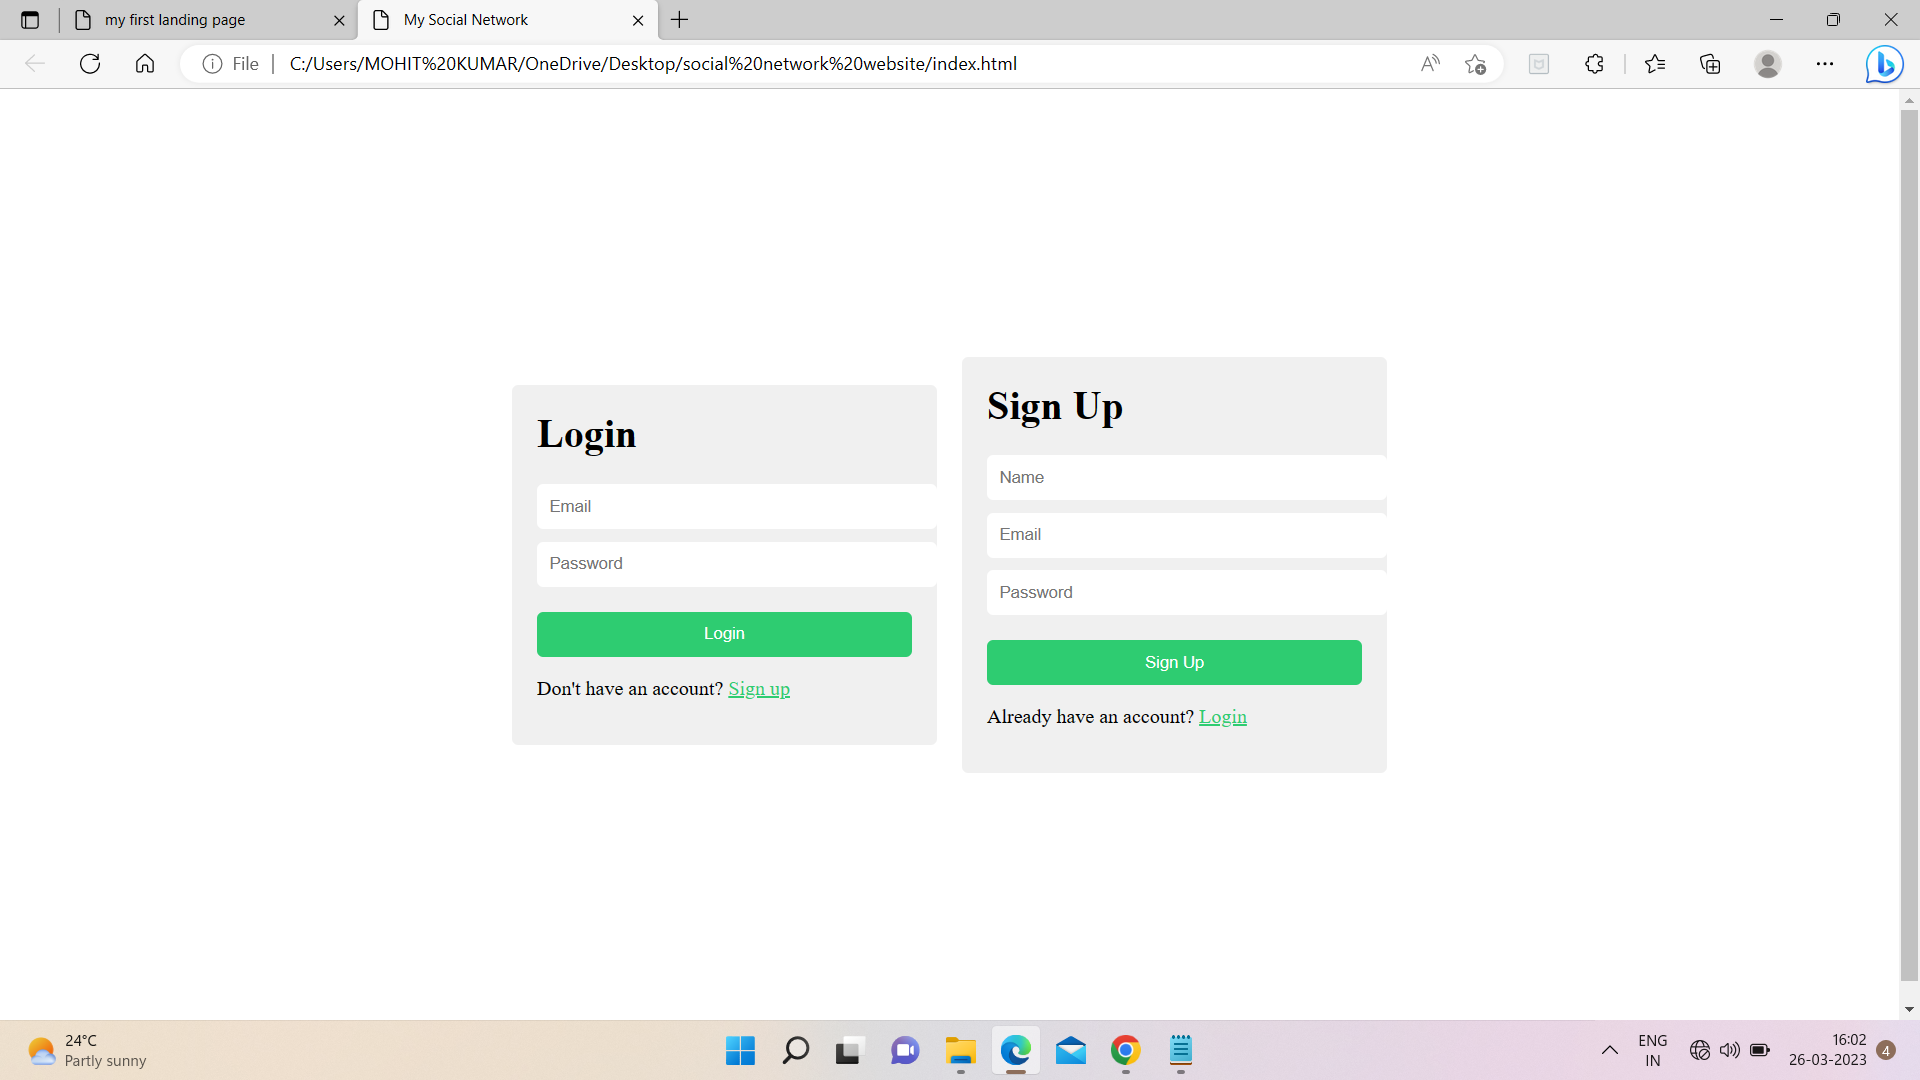 my first landing page
My Social Network
File
C:/Users/MOHIT%20KUMAR/OneDrive/Desktop/social%20network%20website/index.html
Login
Email
Password
Login
Don't have an account? Sign up
Sign Up
Name
Email
Password
Sign Up
Already have an account? Login
24°C
Partly sunny
ENG
IN
16:02
26-03-2023
4